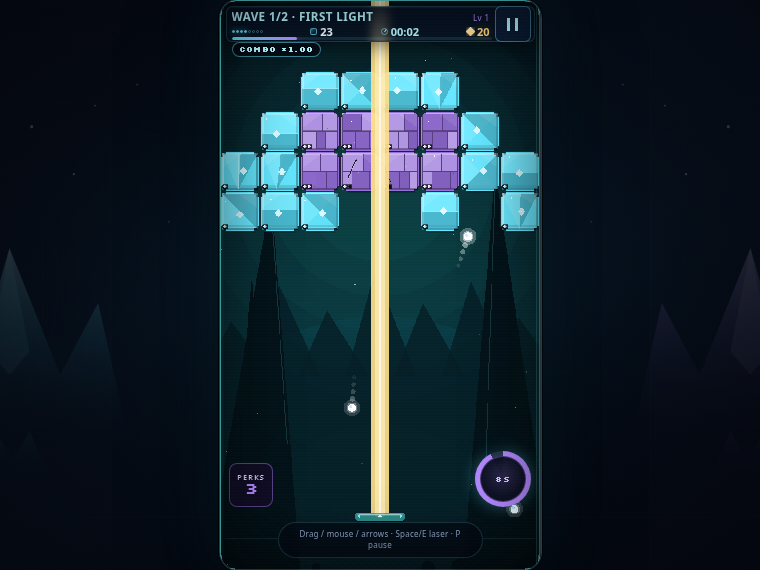 WAVE 1/2 · FIRST LIGHT
Lv 1
23
00:02
20
COMBO ×1.00
PERKS
3
8S
Drag / mouse / arrows · Space/E laser · P
pause